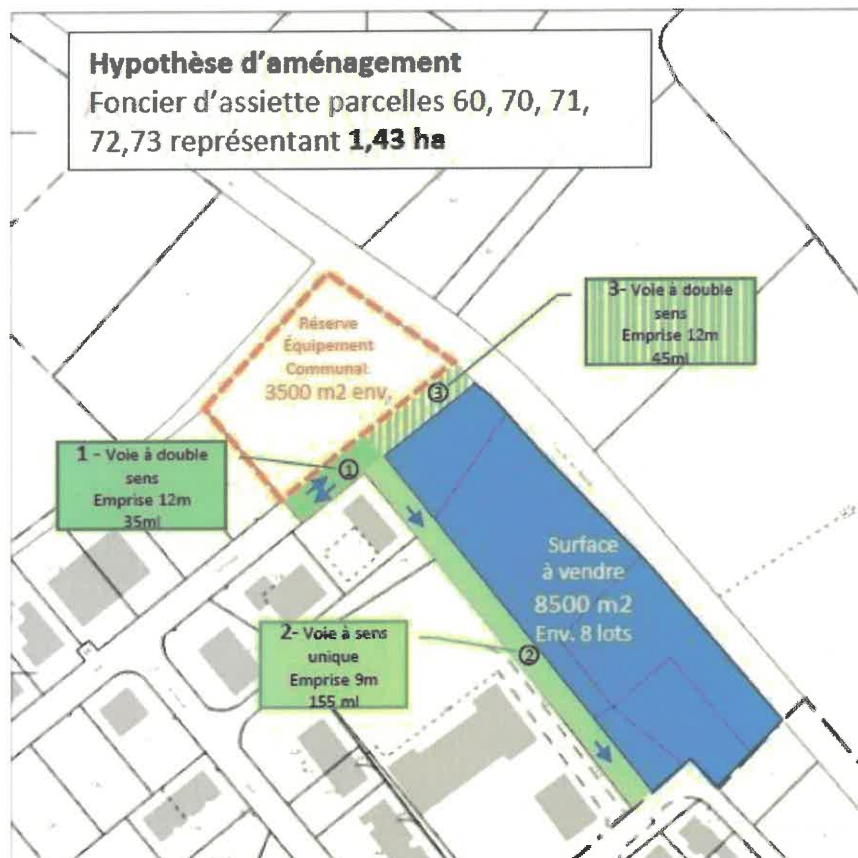 Hypothèse d'aménagement
Foncier d'assiette parcelles 60, 70, 71,
72,73 représentant 1,43 ha
3- Voie à double
sens
Emprise 12m
45ml
Réserve
Équipement
Communal
3500 m2 env.
③
1 - Voie à double
sens
Emprise 12m
35ml
①
Surface
à vendre
8500 m2
Env. 8 lots
2- Voie à sens
unique
Emprise 9m
155 ml
②